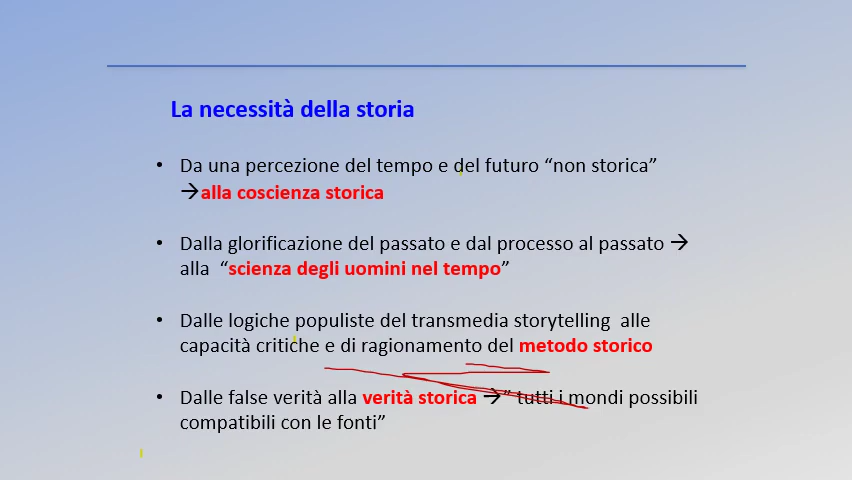 La necessità della storia
• Da una percezione del tempo e del futuro “non storica”
→alla coscienza storica
• Dalla glorificazione del passato e dal processo al passato →
alla “scienza degli uomini nel tempo”
• Dalle logiche populiste del transmedia storytelling alle
capacità critiche e di ragionamento del metodo storico
• Dalle false verità alla verità storica →” tutti i mondi possibili
compatibili con le fonti”